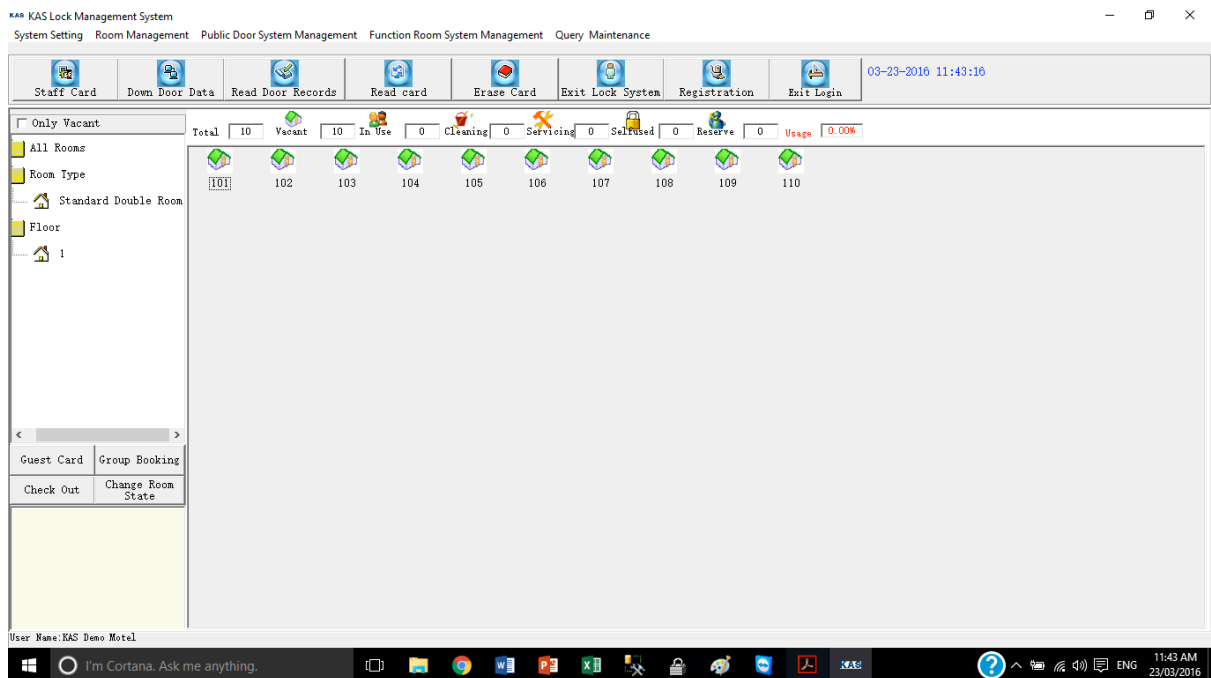 KAS KAS Lock Management System
System Setting Room Management Public Door System Management Function Room System Management Query Maintenance
Staff Card Down Door Data Read Door Records Read card Erase Card Exit Lock System Registration Exit Login 03-23-2016 11:43:16
Only Vacant
Total 10 Vacant 10 In Use 0 Cleaning 0 Servicing 0 Selfused 0 Reserve 0 Usage 0.00%
All Rooms
Room Type
Standard Double Room
Floor
1
101 102 103 104 105 106 107 108 109 110
Guest Card Group Booking
Check Out Change Room State
User Name:KAS Demo Motel
I'm Cortana. Ask me anything. KAS ENG 11:43 AM
23/03/2016